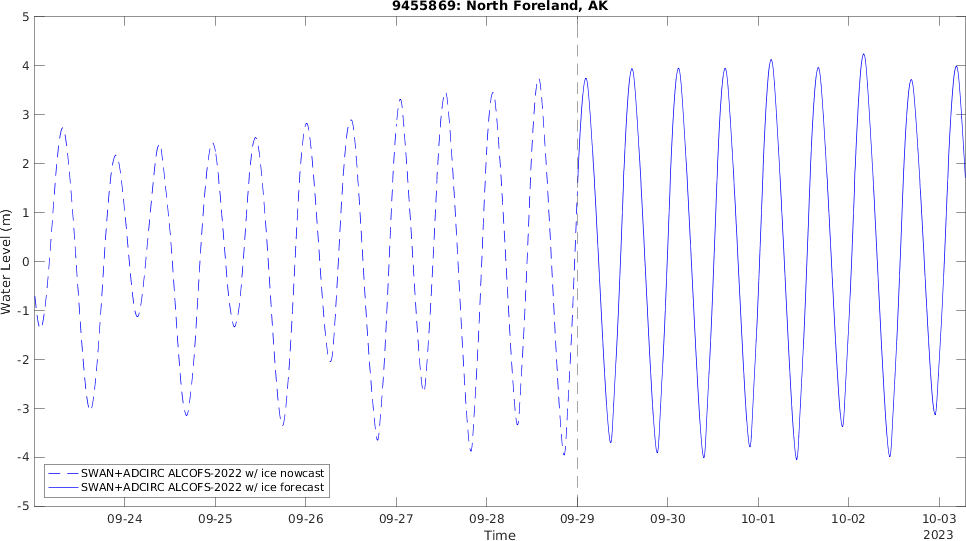 9455869: North Foreland, AK
5
4
3
2
1
0
-1
-2
-3
-4
-5
Water Level (m)
SWAN+ADCIRC ALCOFS-2022 w/ ice nowcast
SWAN+ADCIRC ALCOFS-2022 w/ ice forecast
09-24 09-25 09-26 09-27 09-28 09-29 09-30 10-01 10-02 10-03
2023
Time